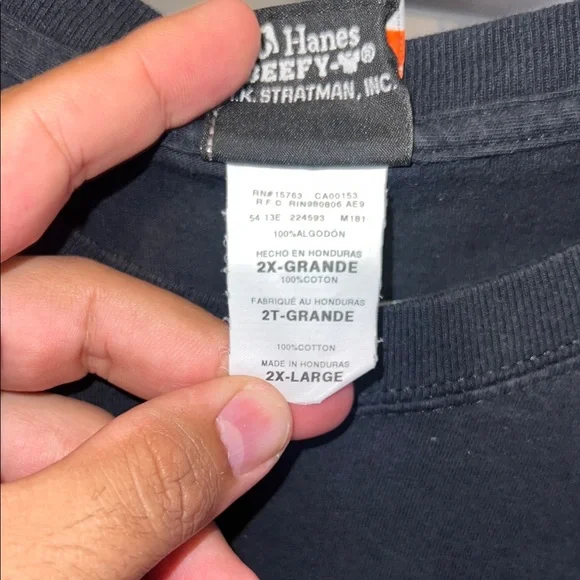 Hanes
BEEFY-T®
.K. STRATMAN, INC.
RN#15763 CA00153
R F C RIN980806 AE9
54 13E 224593 M181
100%ALGODÓN
HECHO EN HONDURAS
2X-GRANDE
100%COTON
FABRIQUÉ AU HONDURAS
2T-GRANDE
100%COTTON
MADE IN HONDURAS
2X-LARGE